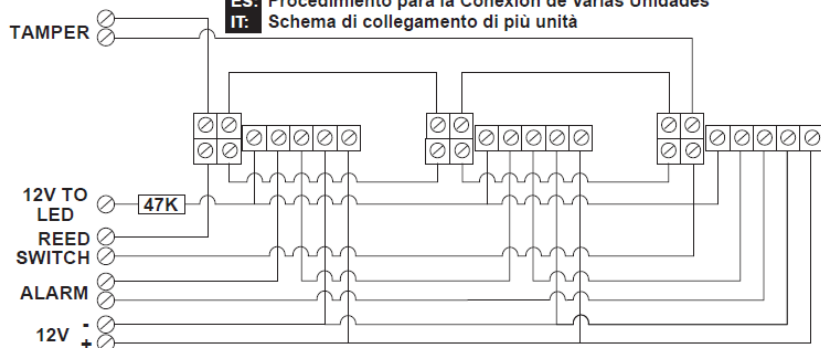 ES: Procedimiento para la Conexión de Varias Unidades
IT: Schema di collegamento di più unità
TAMPER
12V TO
LED
47K
REED
SWITCH
ALARM
12V
-
+